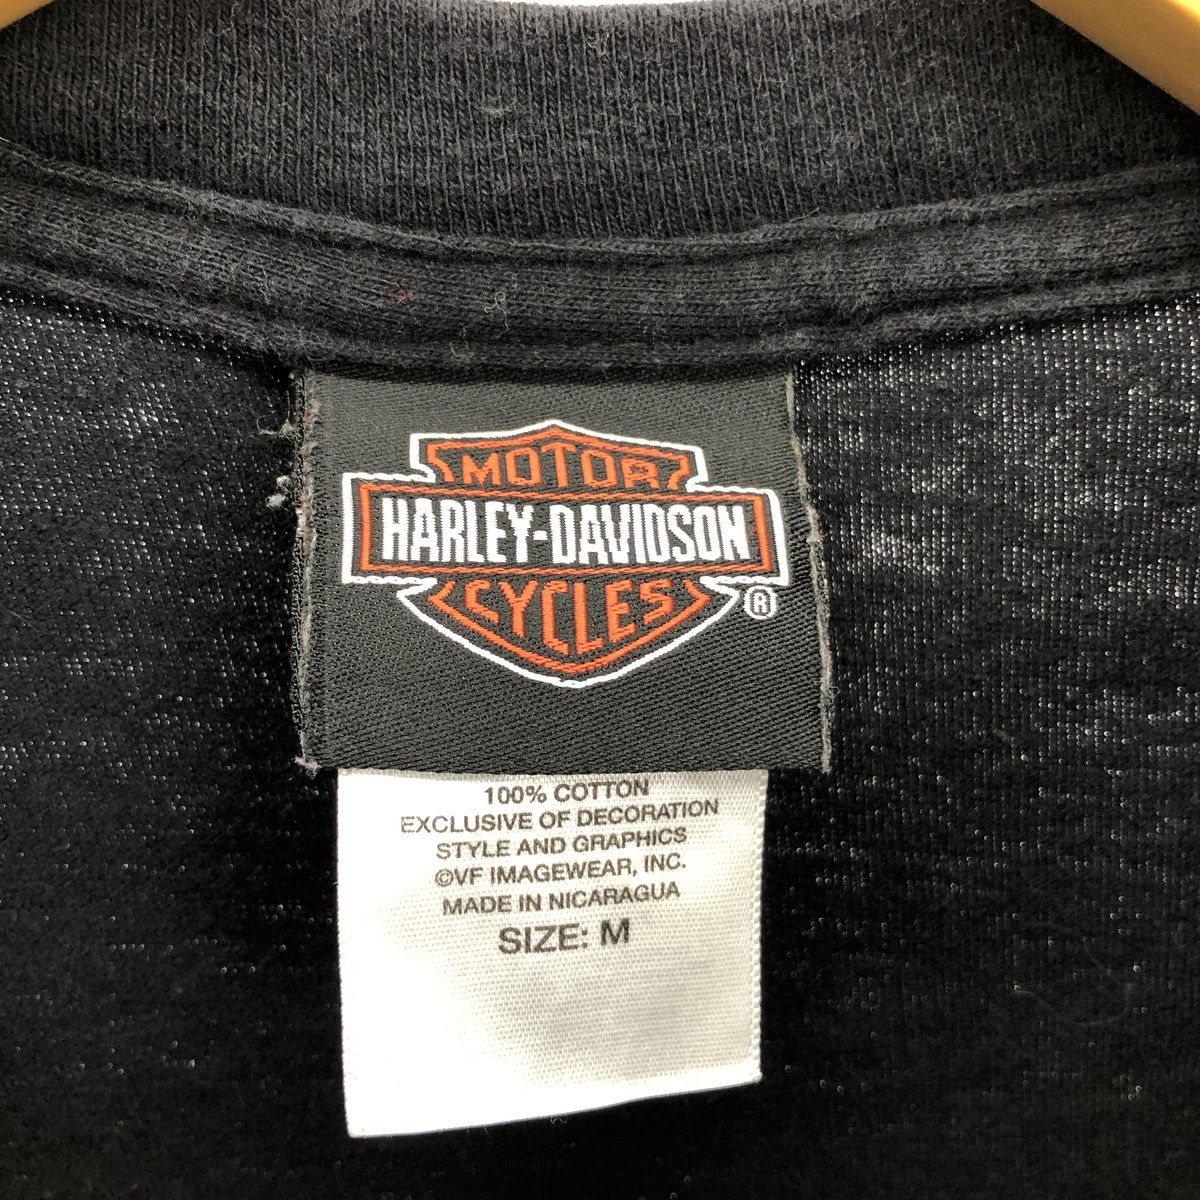 MOTOR
HARLEY-DAVIDSON
CYCLES
®
100% COTTON
EXCLUSIVE OF DECORATION
STYLE AND GRAPHICS
©VF IMAGEWEAR, INC.
MADE IN NICARAGUA
SIZE: M